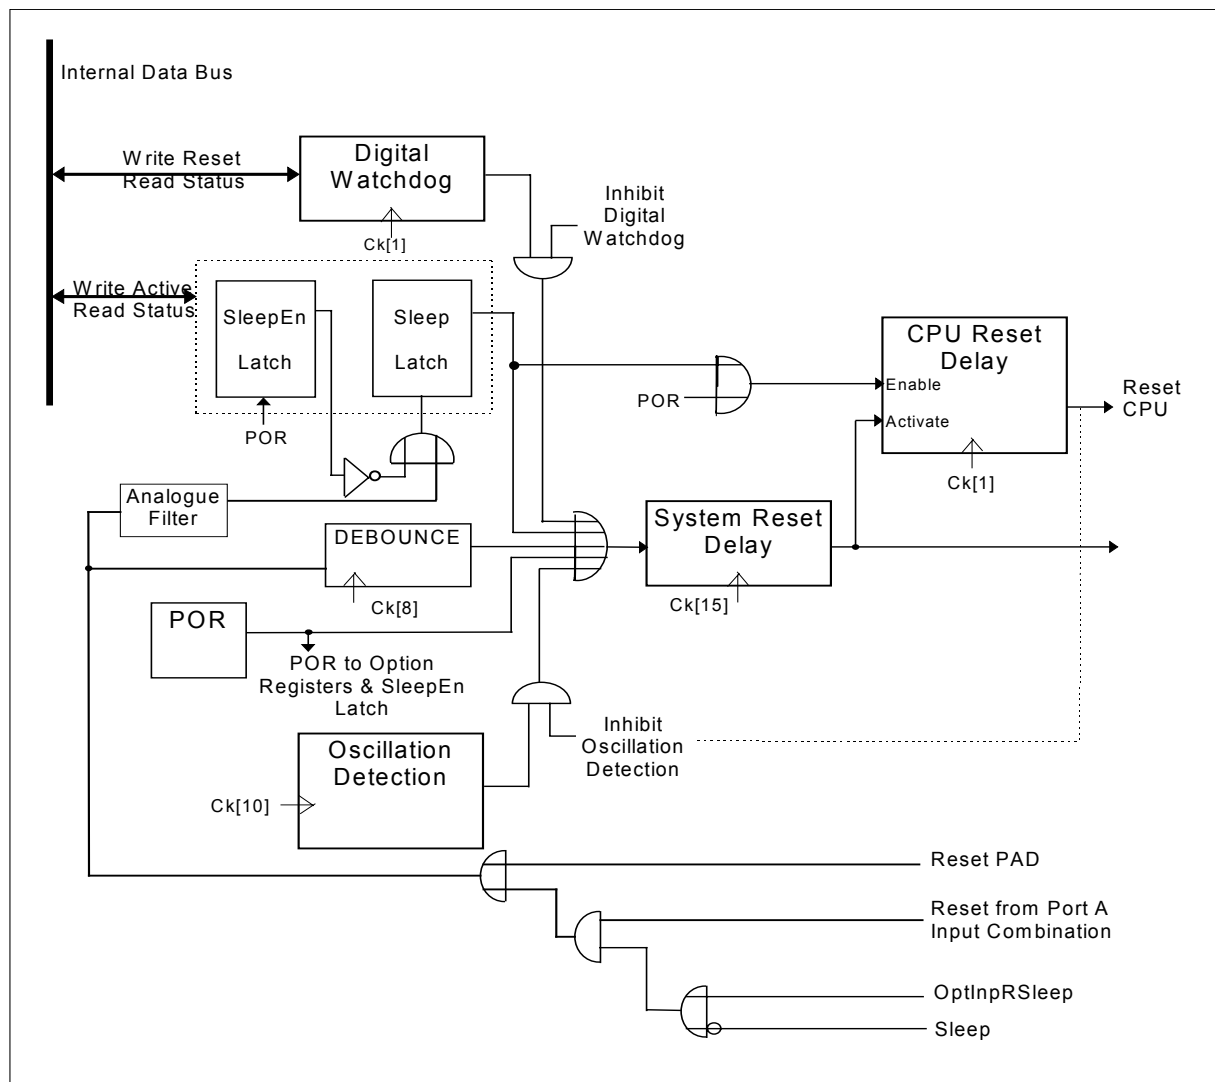 Internal Data Bus
Write Reset
Read Status
Digital
Watchdog
Ck[1]
Inhibit
Digital
Watchdog
Write Active
Read Status
SleepEn
Latch
Sleep
Latch
POR
POR
CPU Reset
Delay
Enable
Activate
Ck[1]
Reset
CPU
Analogue
Filter
DEBOUNCE
Ck[8]
System Reset
Delay
Ck[15]
POR
POR to Option
Registers & SleepEn
Latch
Inhibit
Oscillation
Detection
Oscillation
Detection
Ck[10]
Reset PAD
Reset from Port A
Input Combination
OptInpRSleep
Sleep